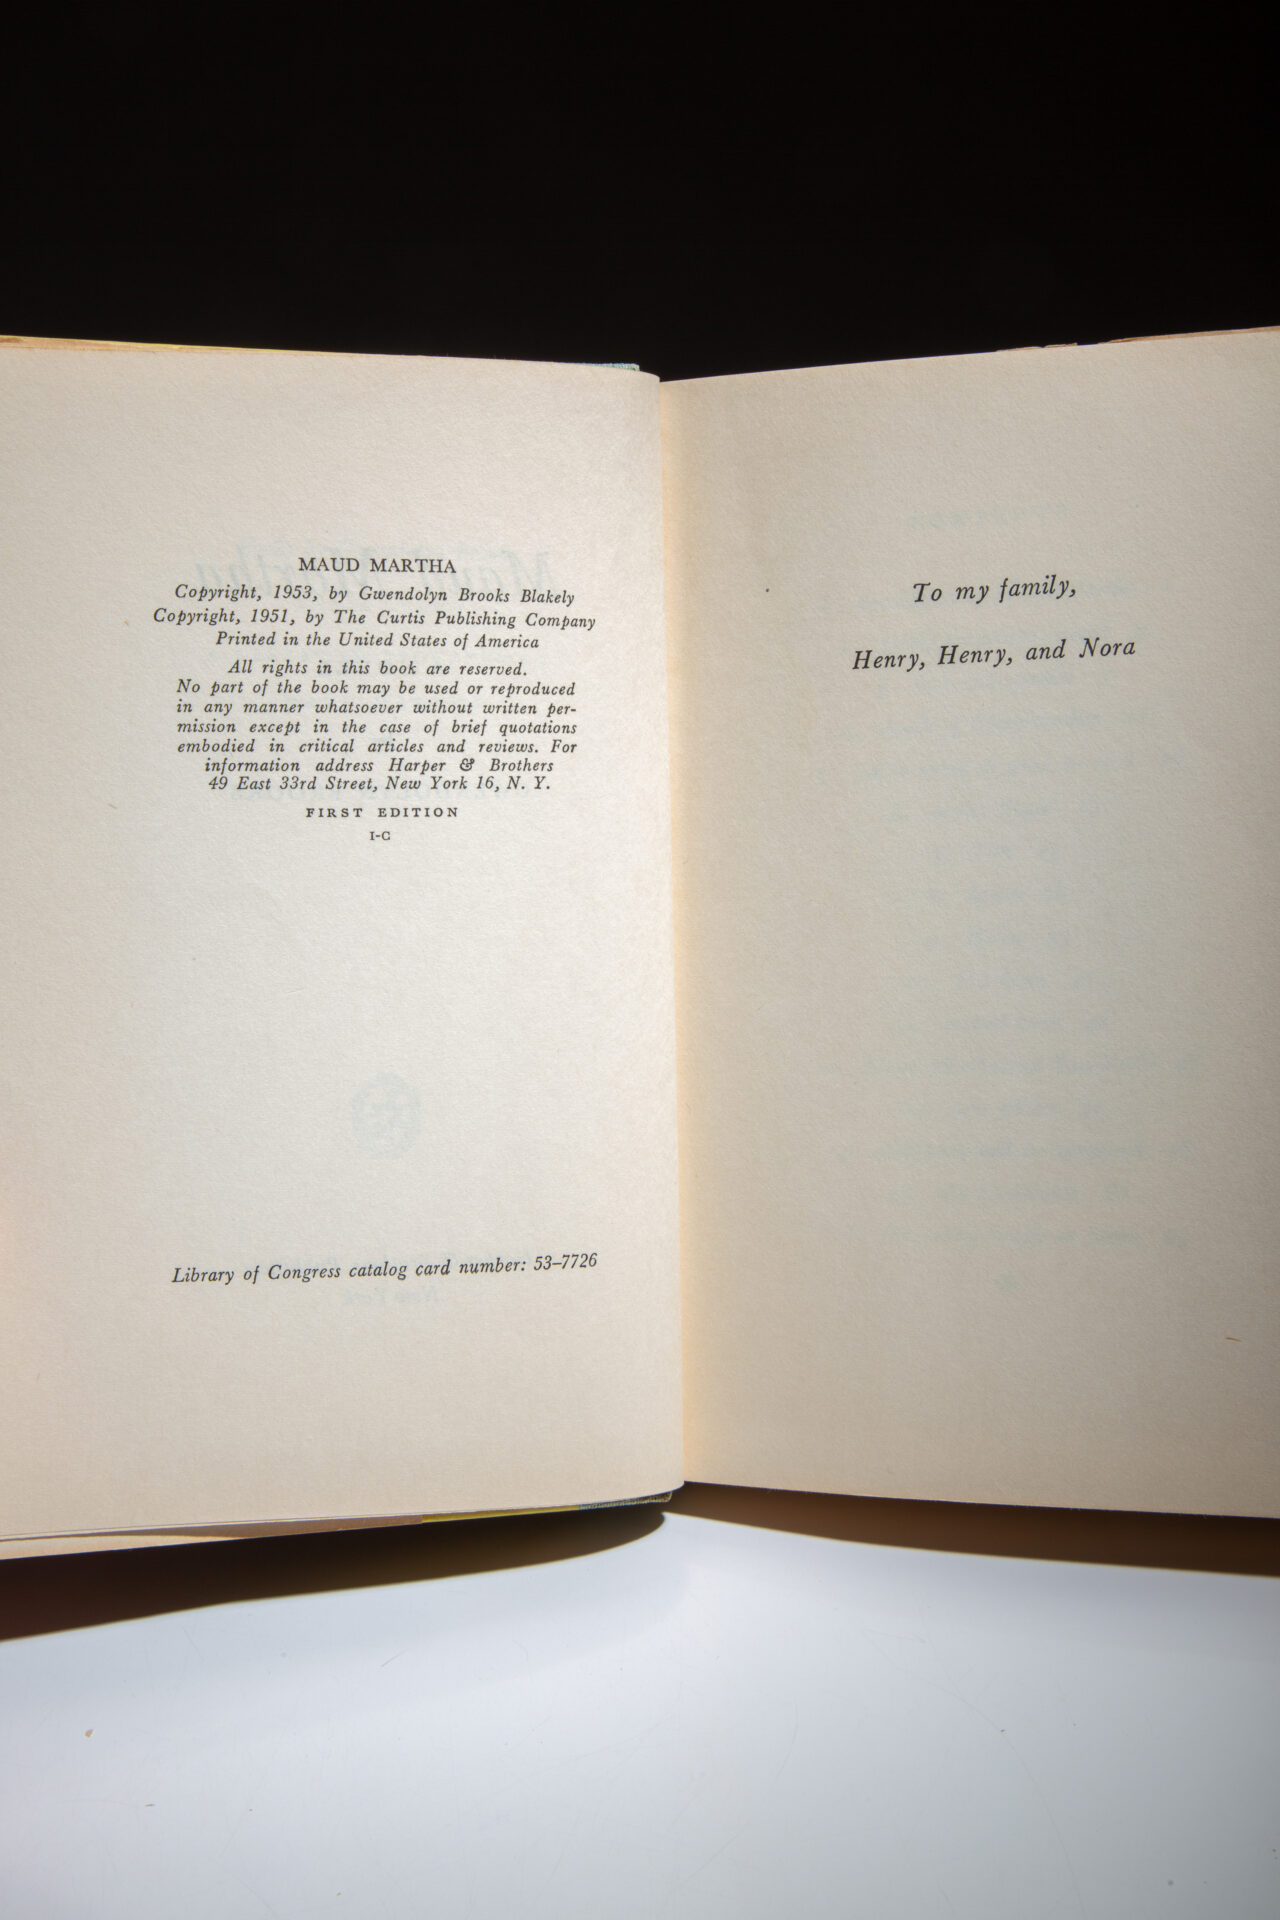 MAUD MARTHA
Copyright, 1953, by Gwendolyn Brooks Blakely
Copyright, 1951, by The Curtis Publishing Company
Printed in the United States of America
All rights in this book are reserved.
No part of the book may be used or reproduced
in any manner whatsoever without written per-
mission except in the case of brief quotations
embodied in critical articles and reviews. For
information address Harper & Brothers
49 East 33rd Street, New York 16, N. Y.
FIRST EDITION
I-C
Library of Congress catalog card number: 53–7726
To my family,
Henry, Henry, and Nora